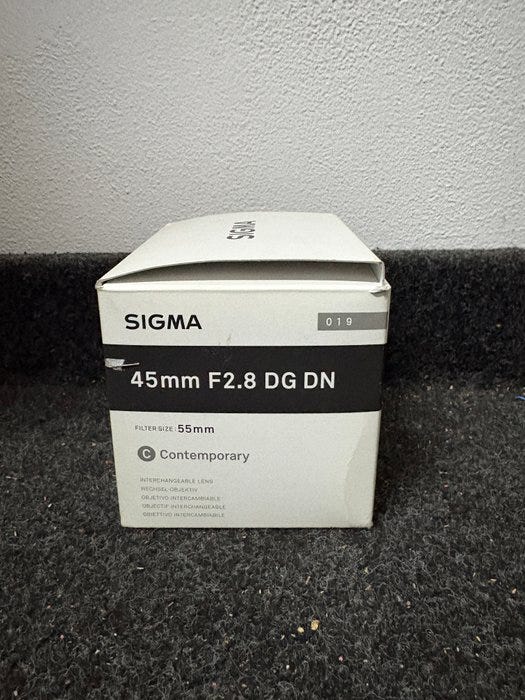 SIGMA
SIGMA
019
45mm F2.8 DG DN
FILTER SIZE : 55mm
C Contemporary
INTERCHANGEABLE LENS
WECHSEL-OBJEKTIV
OBJETIVO INTERCAMBIABLE
OBJECTIF INTERCHANGEABLE
OBIETTIVO INTERCAMBIABILE